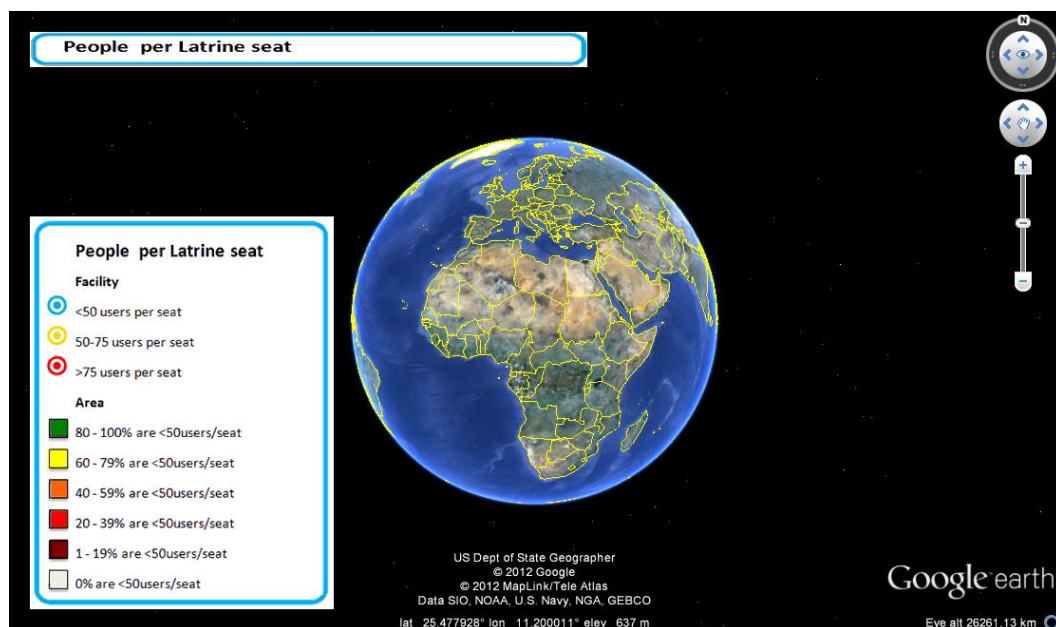 People per Latrine seat
N
People per Latrine seat
Facility
<50 users per seat
50-75 users per seat
>75 users per seat
Area
80 - 100% are <50users/seat
60 - 79% are <50users/seat
40 - 59% are <50users/seat
20 - 39% are <50users/seat
1 - 19% are <50users/seat
0% are <50users/seat
US Dept of State Geographer
© 2012 Google
© 2012 MapLink/Tele Atlas
Data SIO, NOAA, U.S. Navy, NGA, GEBCO
Google earth
lat 25.477928° lon 11.200011° elev 637 m
Eye alt 26261.13 km